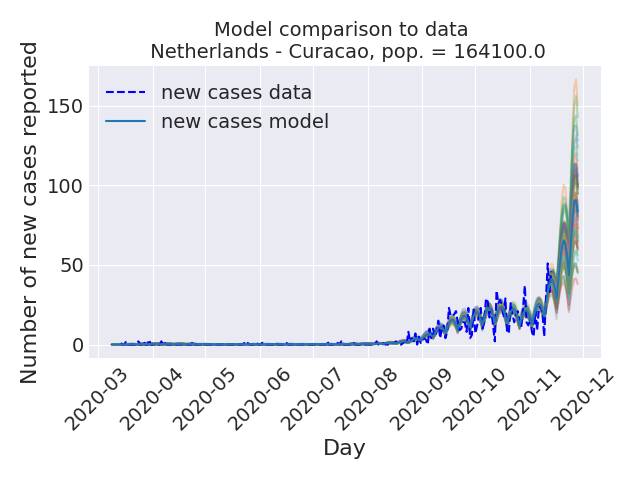 Model comparison to data
Netherlands - Curacao, pop. = 164100.0
Number of new cases reported
150
100
50
0
new cases data
new cases model
2020-03
2020-04
2020-05
2020-06
2020-07
2020-08
2020-09
2020-10
2020-11
2020-12
Day